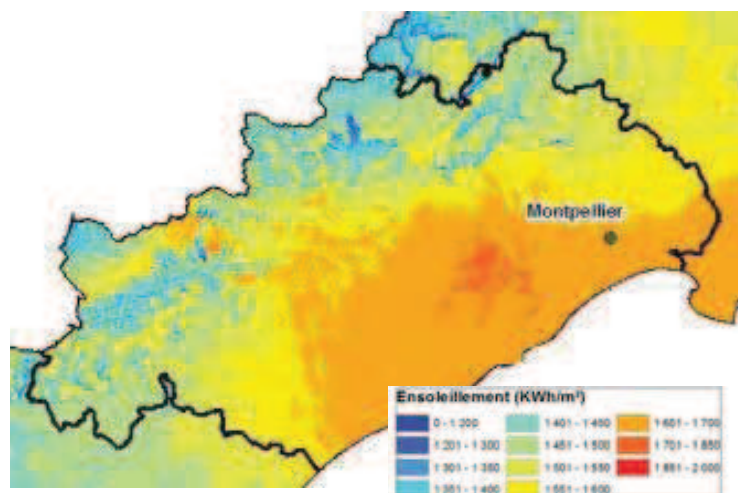 Montpellier
Ensoleillement (KWh/m²)
0 - 1 200
1 201 - 1 300
1 301 - 1 350
1 351 - 1 400
1 401 - 1 450
1 451 - 1 500
1 501 - 1 550
1 551 - 1 600
1 601 - 1 700
1 701 - 1 850
1 851 - 2 000